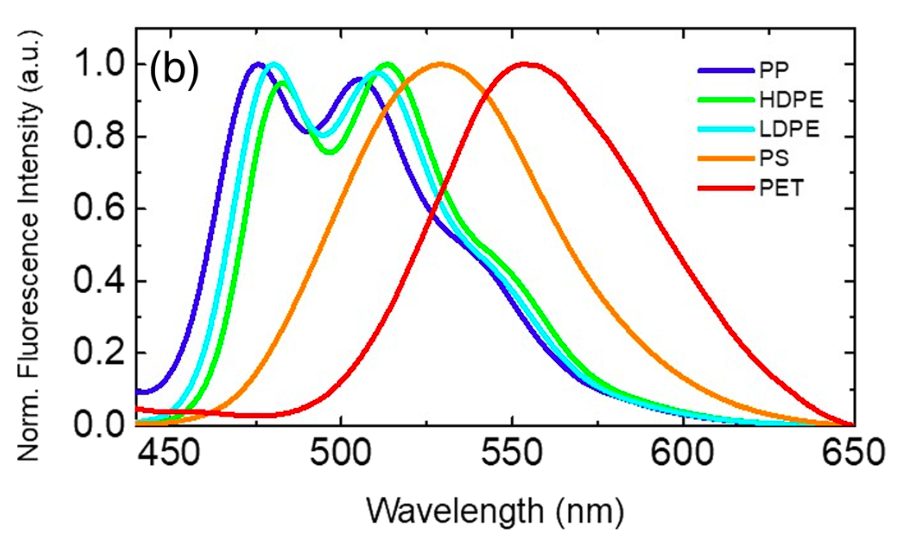 (b)
PP
HDPE
LDPE
PS
PET
Norm. Fluorescence Intensity (a.u.)
1.0
0.8
0.6
0.4
0.2
0.0
450 500 550 600 650
Wavelength (nm)